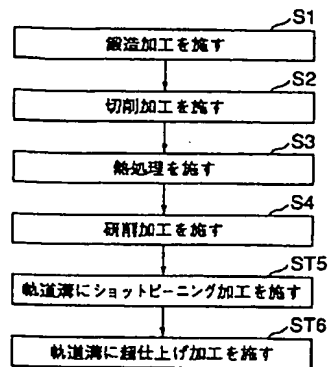 S1
鍛造加工を施す
S2
切削加工を施す
S3
熱処理を施す
S4
研削加工を施す
ST5
軌道溝にショットピーニング加工を施す
ST6
軌道溝に超仕上げ加工を施す